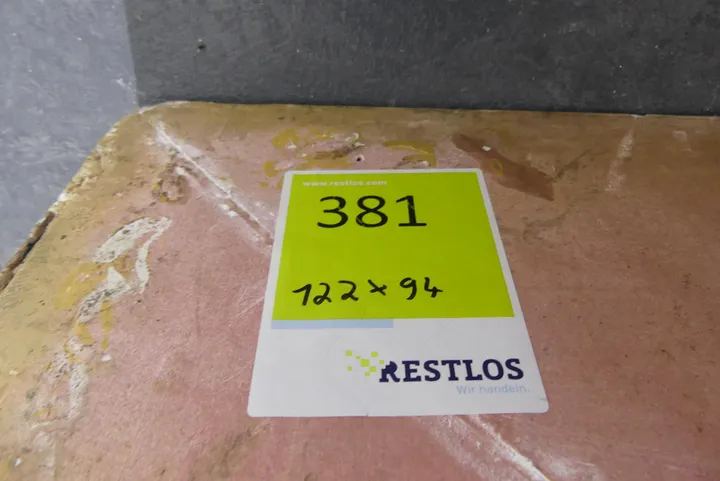 www.restlos.com
381
122 x 94
RESTLOS
Wir handeln.